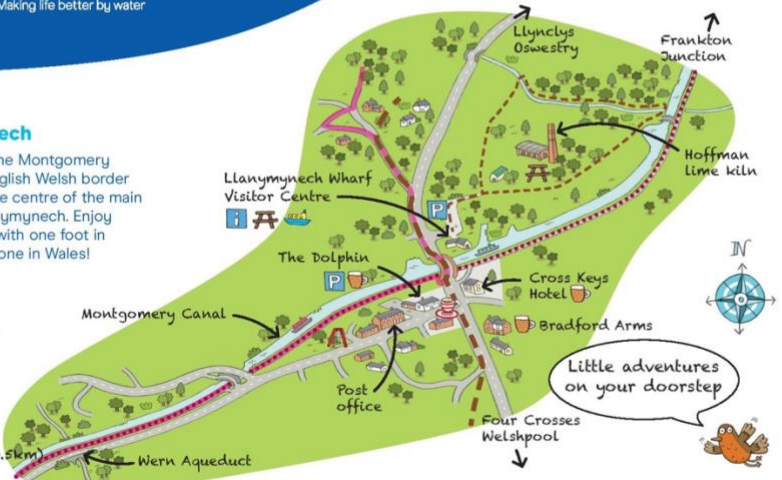 Making life better by water
Llynclys
Oswestry
Frankton
Junction
he Montgomery
glish Welsh border
e centre of the main
ymynech. Enjoy
with one foot in
one in Wales!
Hoffman
lime kiln
Llanymynech Wharf
Visitor Centre
P
i
The Dolphin
P
Cross Keys
Hotel
N
Montgomery Canal
Bradford Arms
Little adventures
on your doorstep
Post
office
Four Crosses
Welshpool
.5km)
Wern Aqueduct